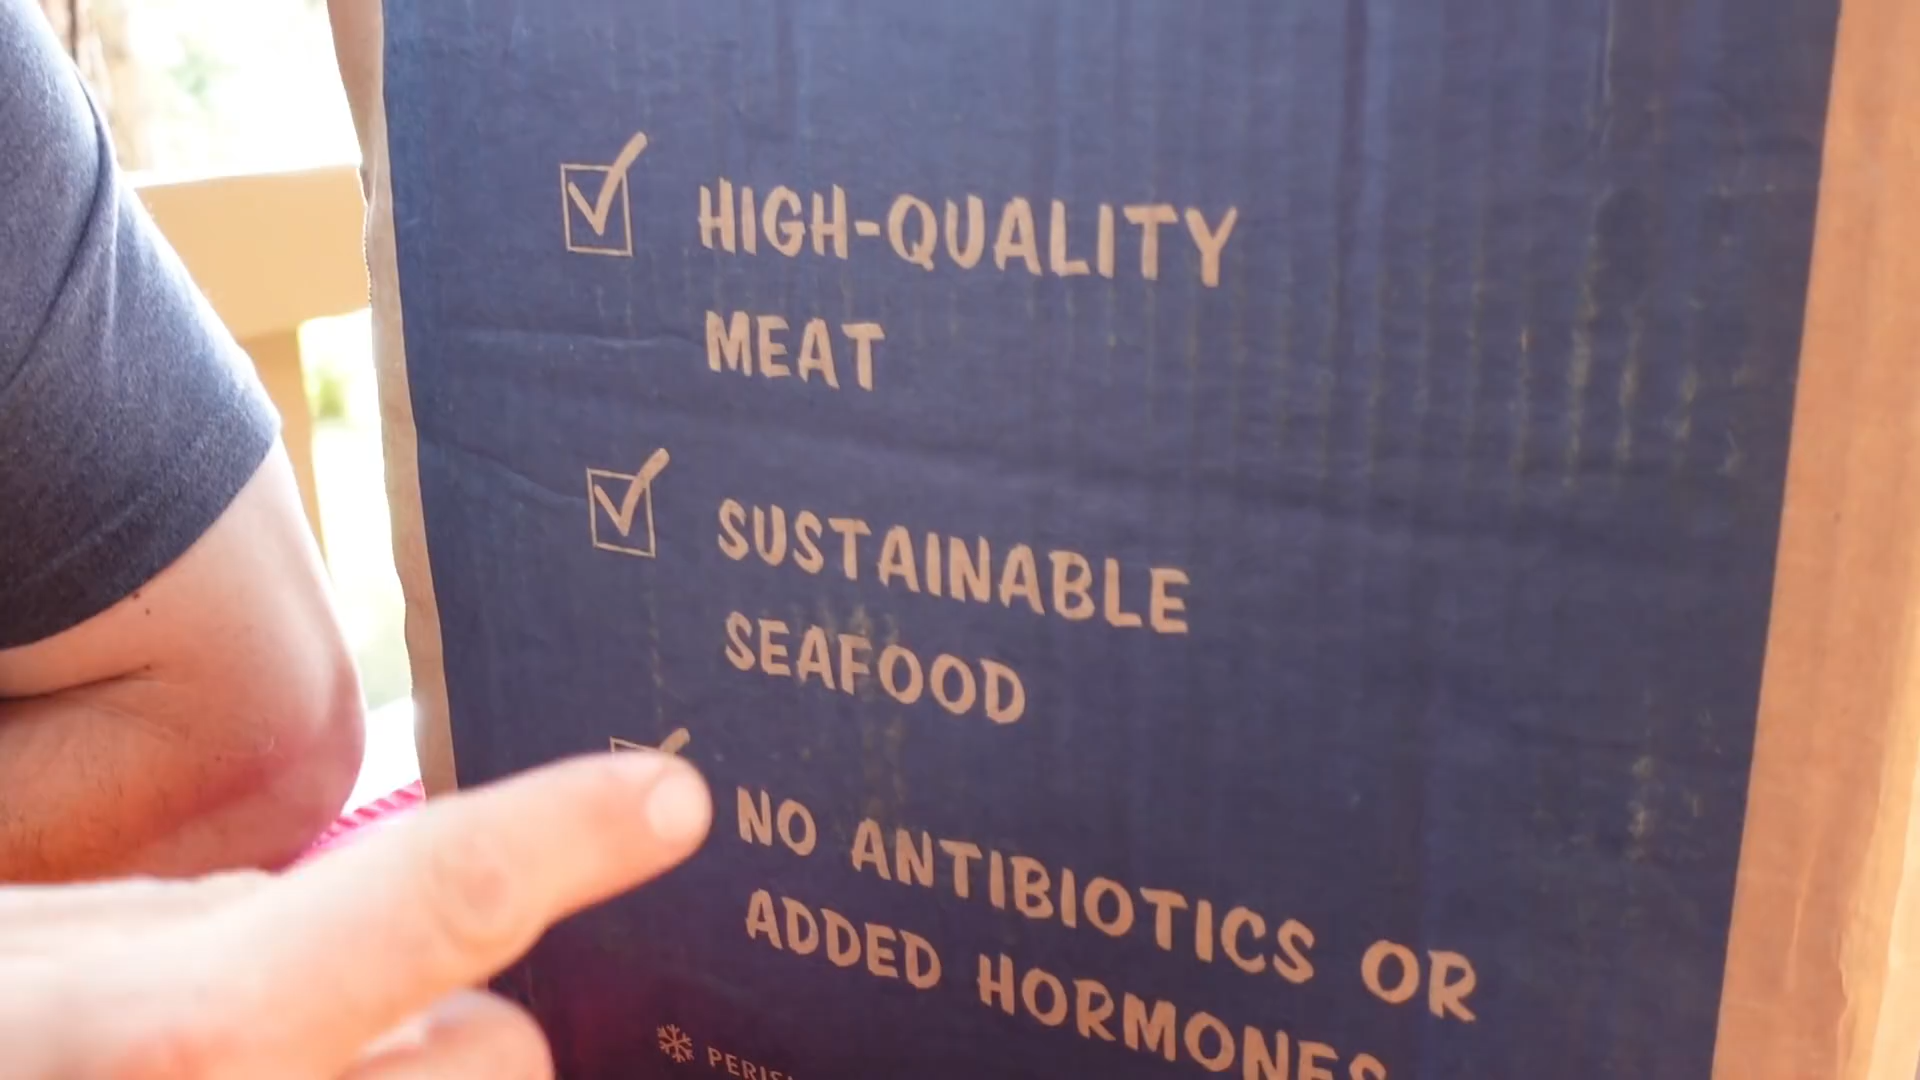 HIGH-QUALITY
MEAT
SUSTAINABLE
SEAFOOD
NO ANTIBIOTICS OR
ADDED HORMONES